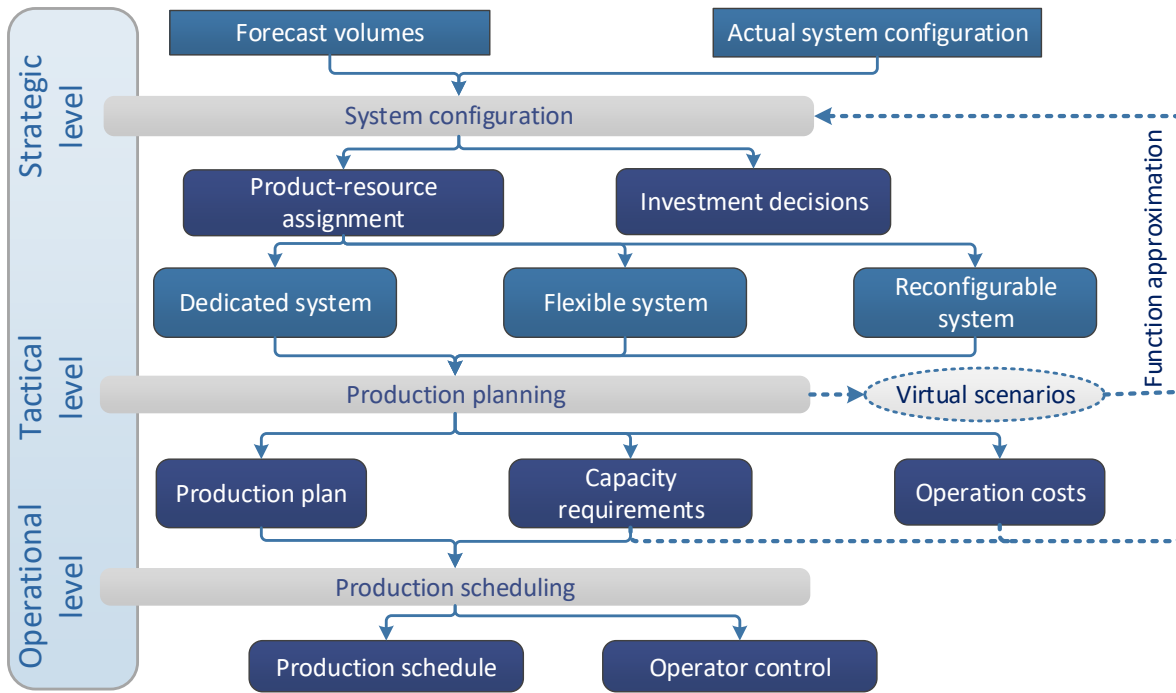 Strategic
level
Forecast volumes
Actual system configuration
System configuration
Product-resource
assignment
Investment decisions
Function approximation
Dedicated system
Flexible system
Reconfigurable
system
Tactical
level
Production planning
Virtual scenarios
Production plan
Capacity
requirements
Operation costs
Operational
level
Production scheduling
Production schedule
Operator control